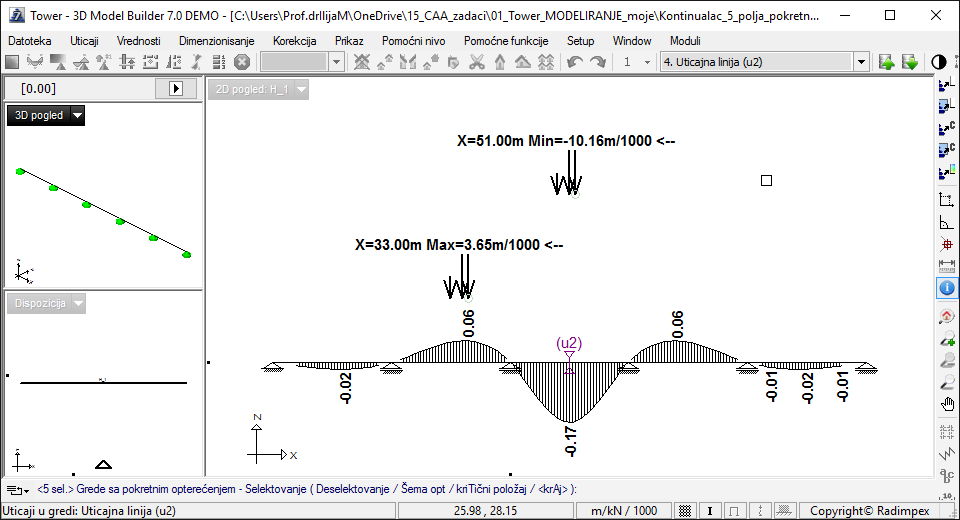 Tower - 3D Model Builder 7.0 DEMO - [C:\Users\Prof.drIlijaM\OneDrive\15_CAA_zadaci\01_Tower_MODELIRANJE_moje\Kontinualac_5_polja_pokretn...
Datoteka Uticaji Vrednosti Dimenzionisanje Korekcija Prikaz Pomoćni nivo Pomoćne funkcije Setup Window Moduli
1 4. Uticajna linija (u2)
[0.00]
2D pogled: H_1
3D pogled
X=51.00m Min=-10.16m/1000 <--
X=33.00m Max=3.65m/1000 <--
Dispozicija
0.06
(u2)
0.06
-0.02
-0.17
-0.01
-0.02
-0.01
Z
X
<5 sel.> Grede sa pokretnim opterećenjem - Selektovanje ( Deselektovanje / Šema opt / kriTični položaj / <krAj> ):
Uticaji u gredi: Uticajna linija (u2) 25.98 , 28.15 m/kN / 1000 Copyright© Radimpex